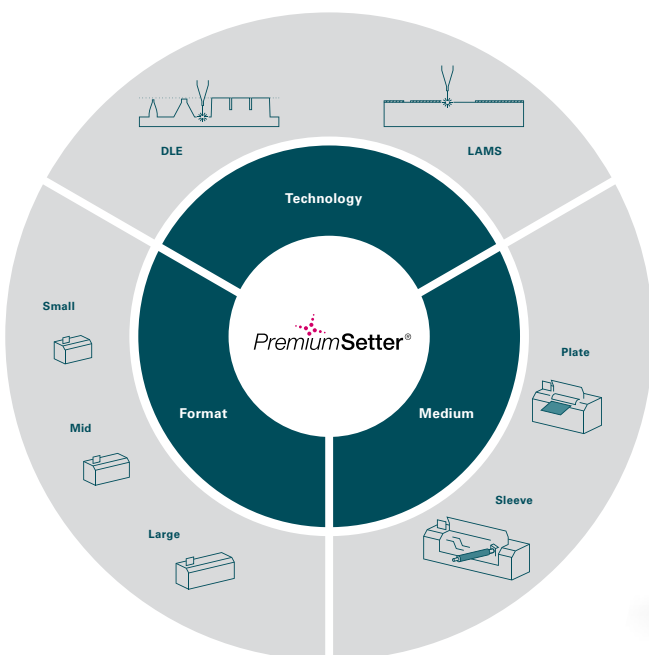 DLE
LAMS
Technology
Small
PremiumSetter®
Plate
Format
Medium
Mid
Sleeve
Large